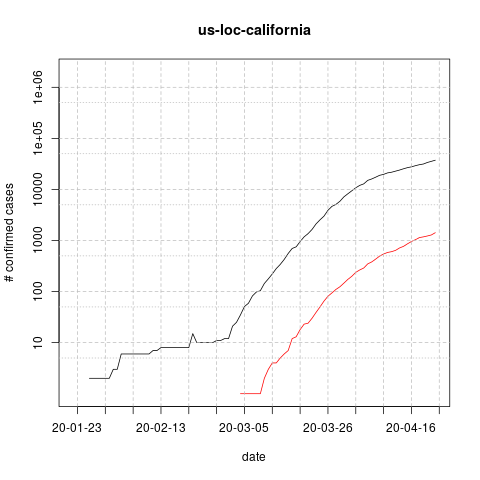 us-loc-california
# confirmed cases
1e+06
1e+05
10000
1000
100
10
20-01-23
20-02-13
20-03-05
20-03-26
20-04-16
date